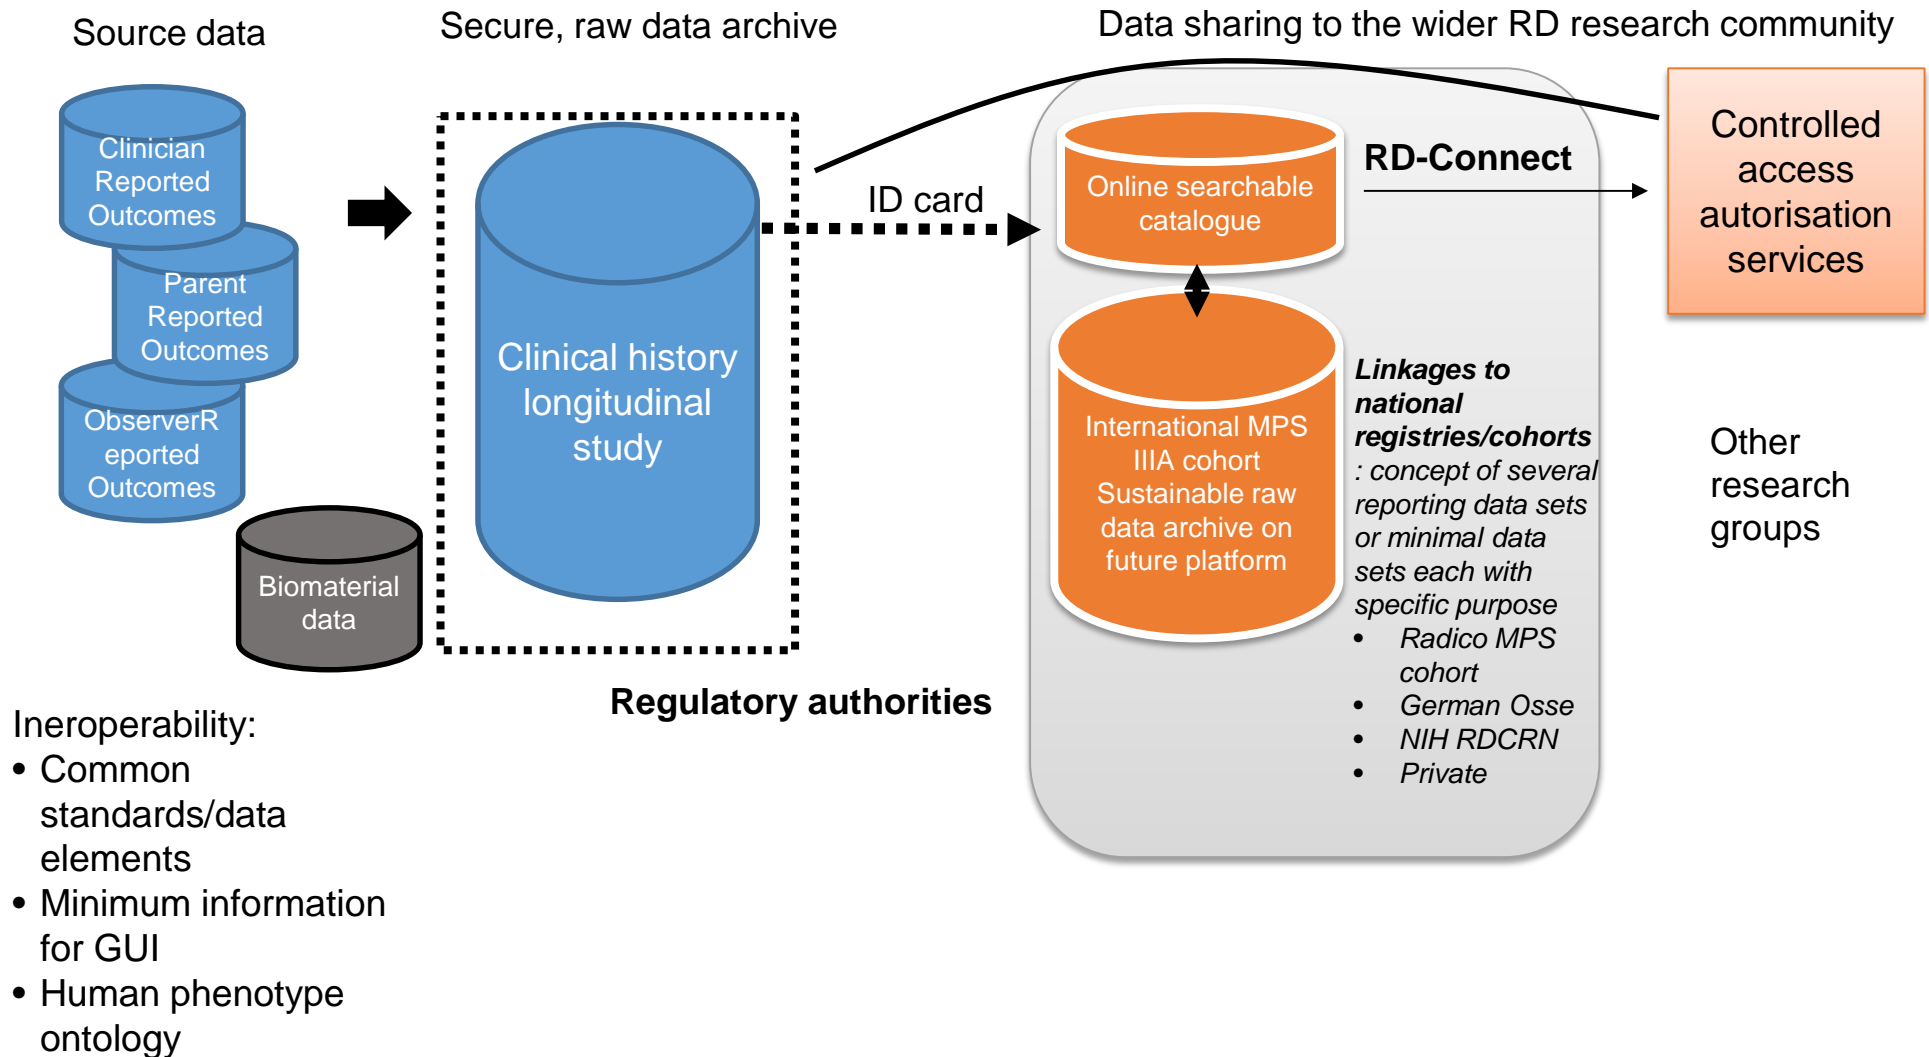 Source data
Secure, raw data archive
Data sharing to the wider RD research community
Clinician
Reported
Outcomes
Parent
Reported
Outcomes
ObserverR
eported
Outcomes
Biomaterial
data
Clinical history
longitudinal
study
ID card
Online searchable
catalogue
RD-Connect
Controlled
access
autorisation
services
International MPS
IIIA cohort
Sustainable raw
data archive on
future platform
Linkages to
national
registries/cohorts
: concept of several
reporting data sets
or minimal data
sets each with
specific purpose
• Radico MPS
cohort
• German Osse
• NIH RDCRN
• Private
Other
research
groups
Regulatory authorities
Ineroperability:
• Common
standards/data
elements
• Minimum information
for GUI
• Human phenotype
ontology